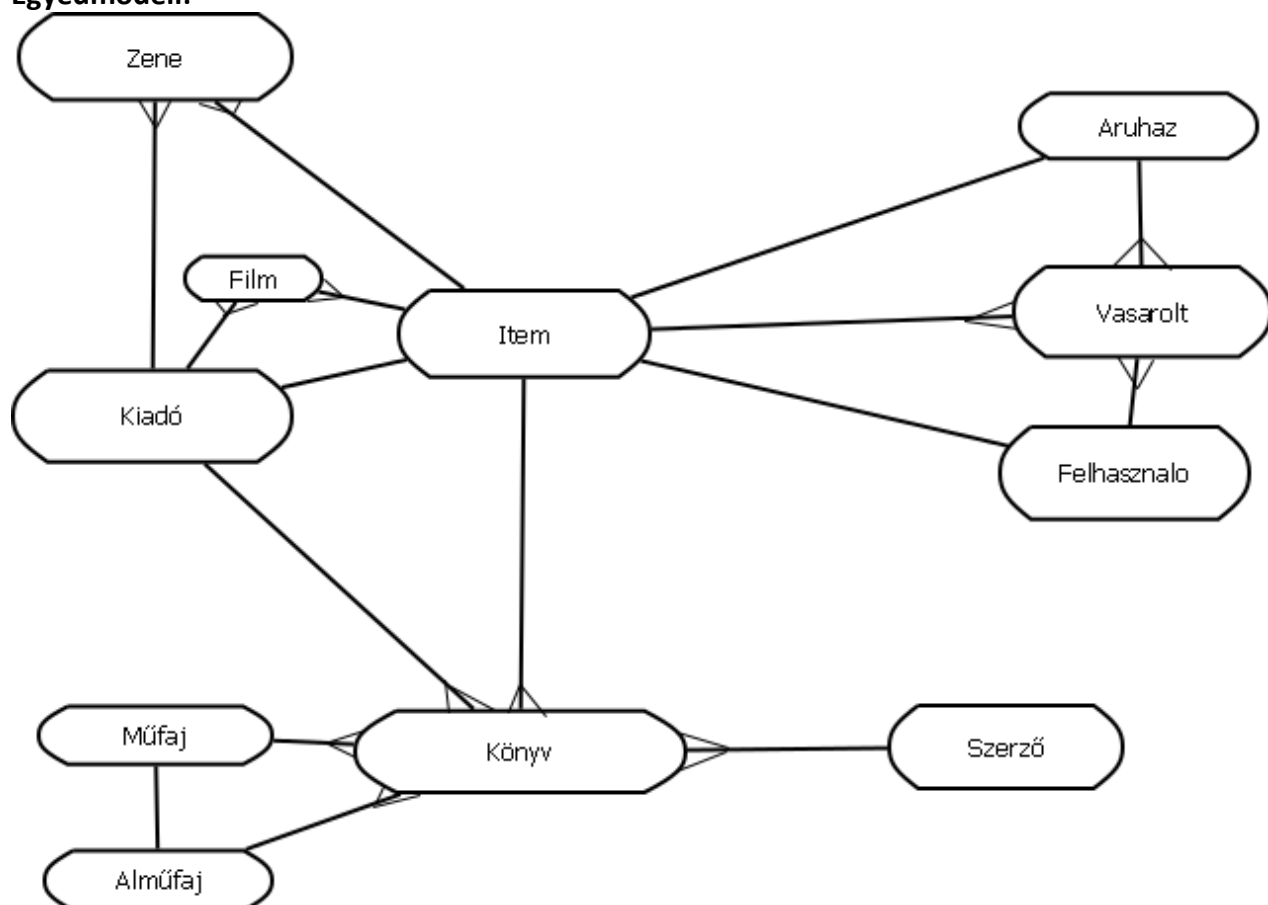 Egyedmodell:
Zene
Aruhaz
Film
Vasarolt
Item
Kiadó
Felhasznalo
Műfaj
Könyv
Szerző
Alműfaj